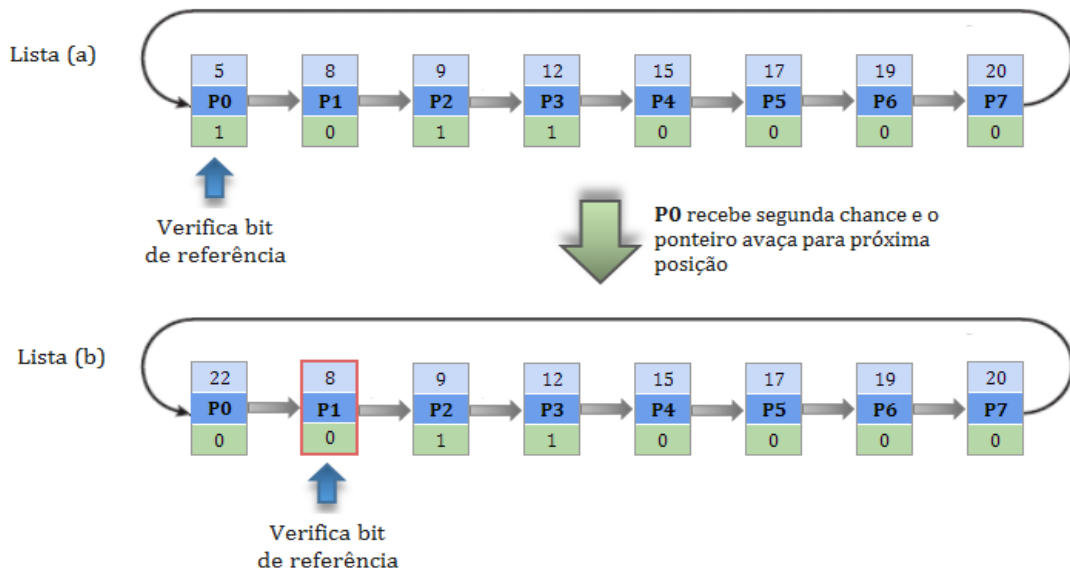 Lista (a)
5 8 9 12 15 17 19 20
P0 P1 P2 P3 P4 P5 P6 P7
1 0 1 1 0 0 0 0
Verifica bit
de referência
P0 recebe segunda chance e o
ponteiro avaça para próxima
posição
Lista (b)
22 8 9 12 15 17 19 20
P0 P1 P2 P3 P4 P5 P6 P7
0 0 1 1 0 0 0 0
Verifica bit
de referência